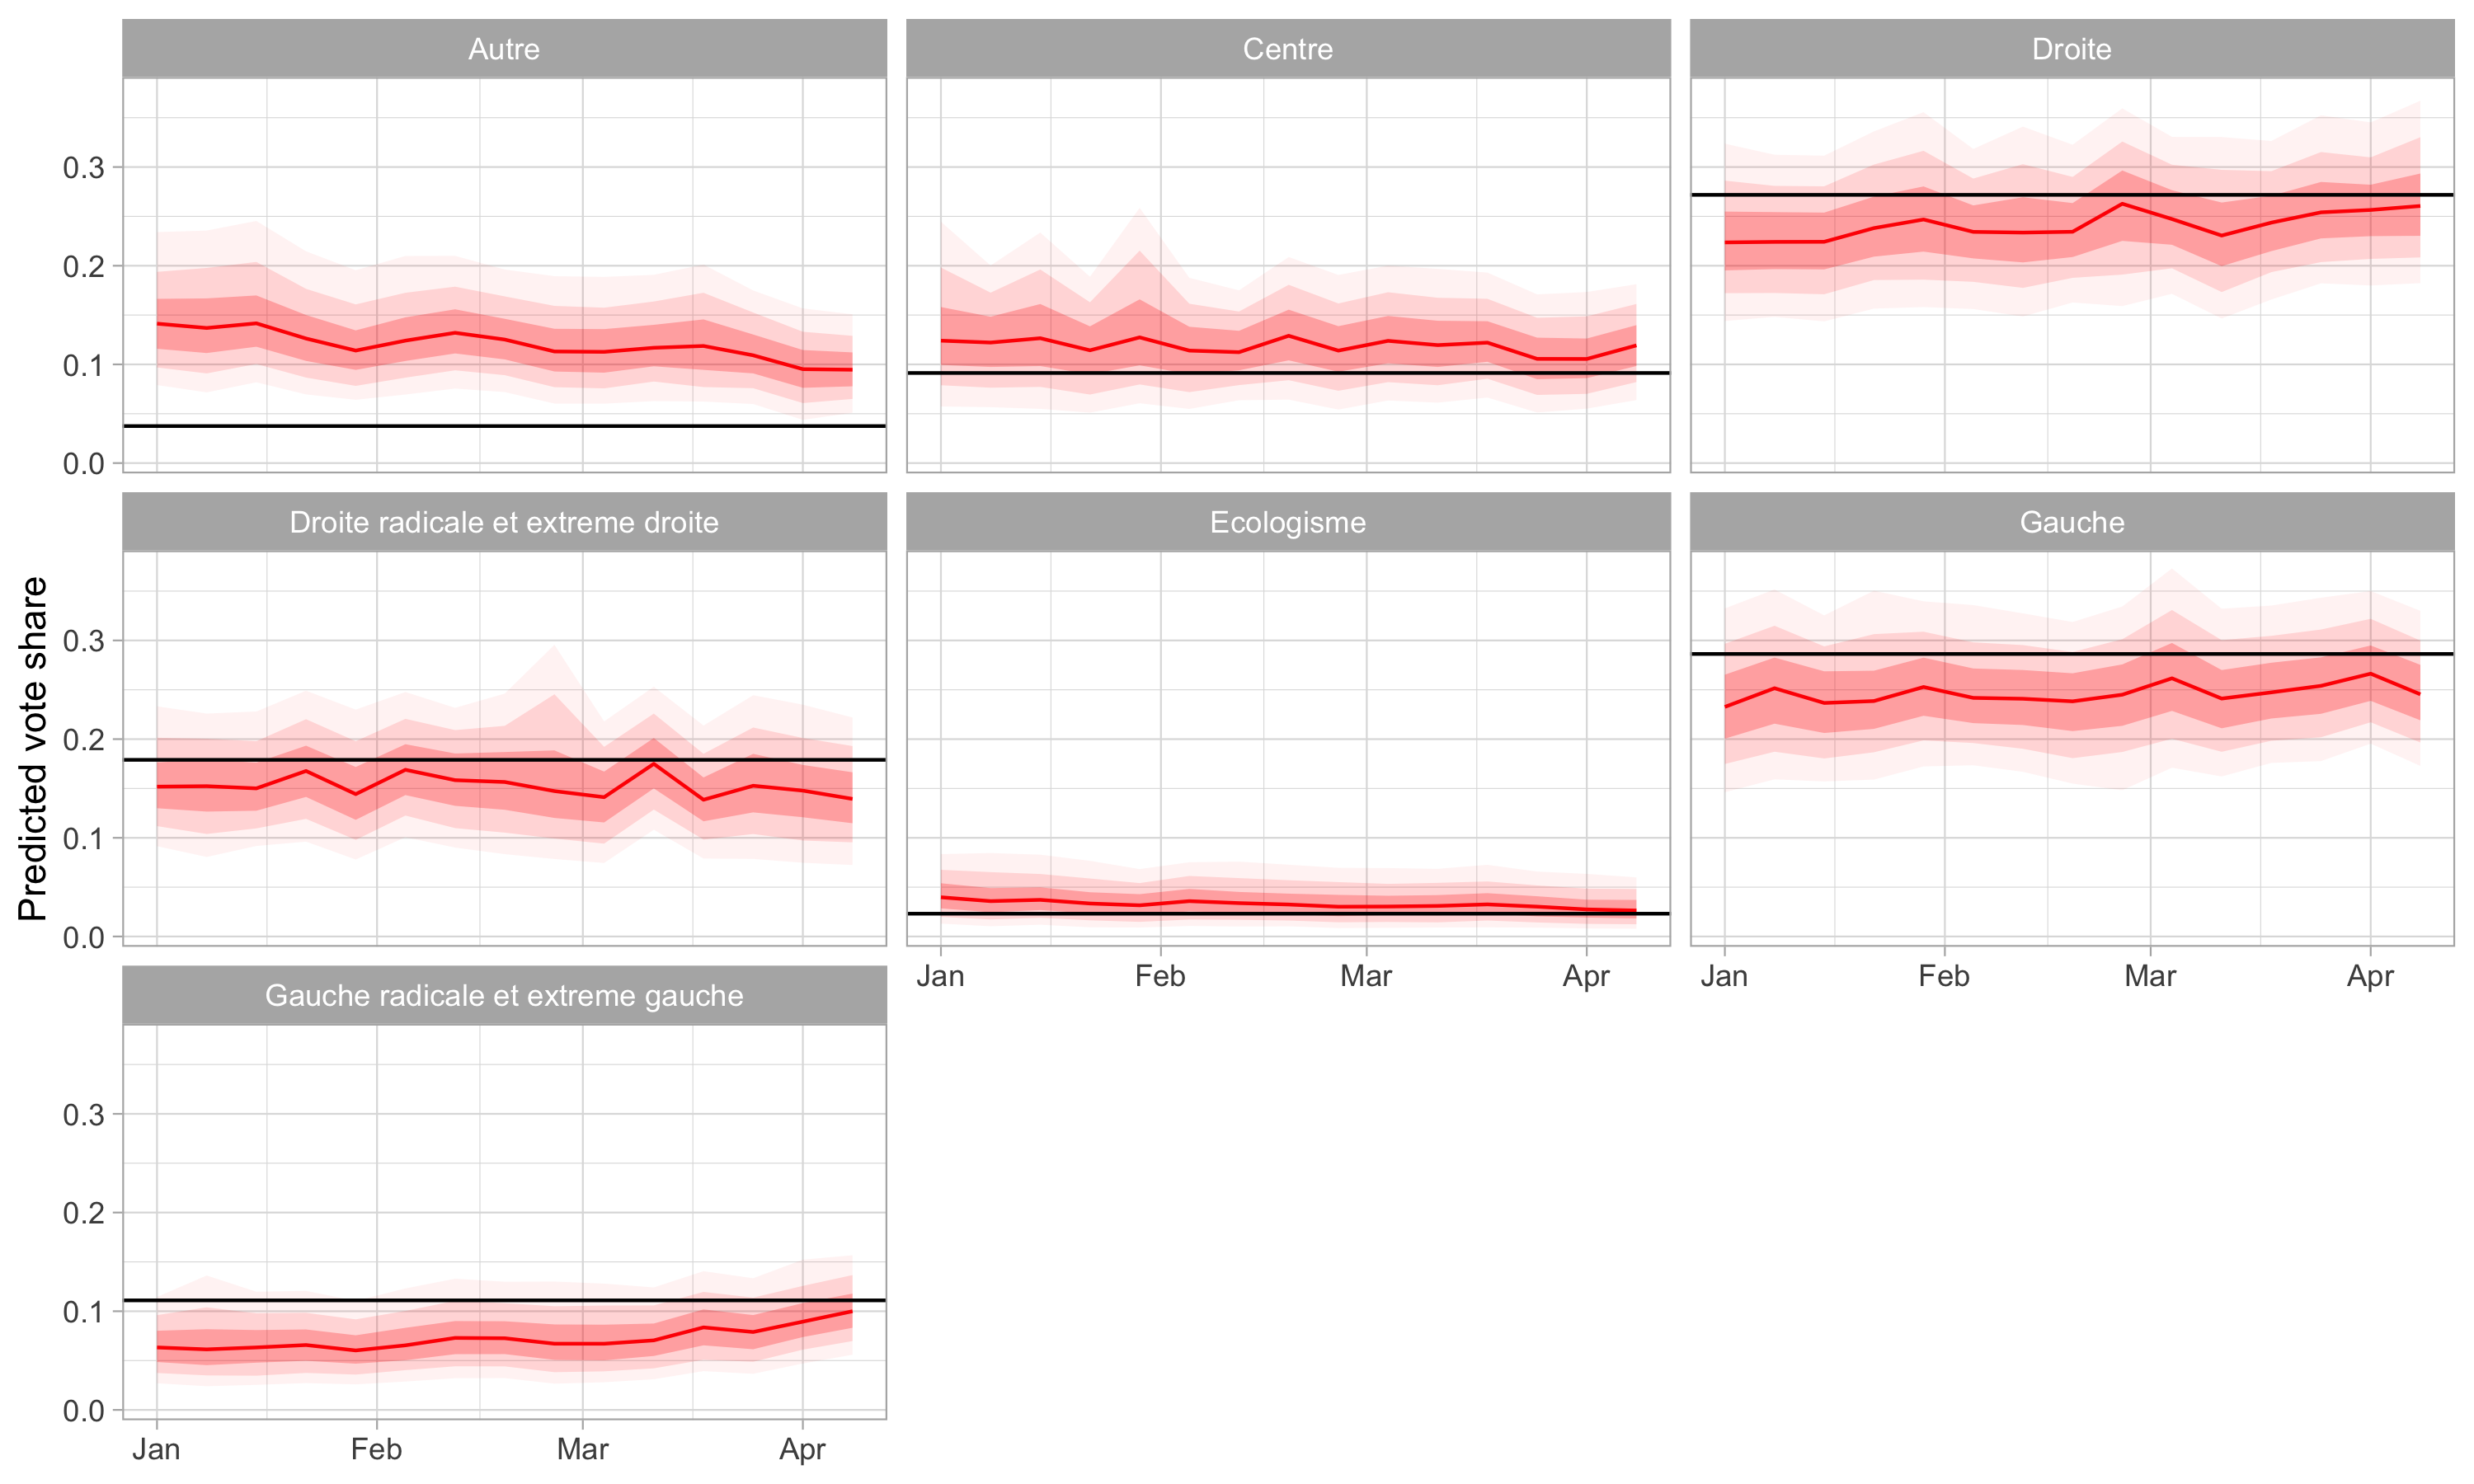 Autre
Centre
Droite
0.3
0.2
0.1
0.0
Droite radicale et extreme droite
Ecologisme
Gauche
Predicted vote share
0.3
0.2
0.1
0.0
Jan Feb Mar Apr
Jan Feb Mar Apr
Gauche radicale et extreme gauche
0.3
0.2
0.1
0.0
Jan Feb Mar Apr